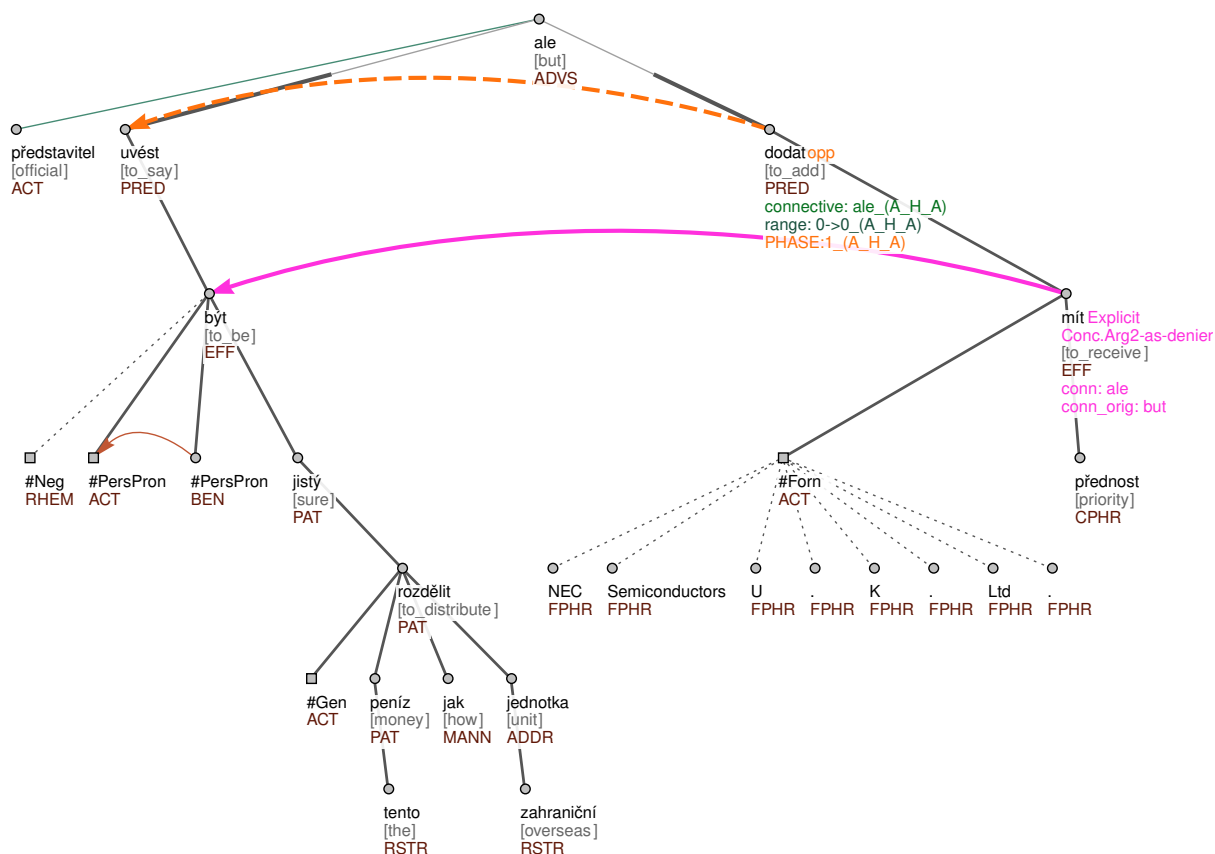 ale
[but]
ADVS
představitel
[official]
ACT
uvést
[to_say]
PRED
dodat opp
[to_add]
PRED
connective: ale_(A_H_A)
range: 0->0_(A_H_A)
PHASE:1_(A_H_A)
být
[to_be]
EFF
mít Explicit
Conc.Arg2-as-denier
[to_receive]
EFF
conn: ale
conn_orig: but
#Neg
RHEM
#PersPron
ACT
#PersPron
BEN
jistý
[sure]
PAT
#Forn
ACT
přednost
[priority]
CPHR
rozdělit
[to_distribute]
PAT
NEC
FPHR
Semiconductors
FPHR
U
FPHR
.
FPHR
K
FPHR
.
FPHR
Ltd
FPHR
.
FPHR
#Gen
ACT
peníz
[money]
PAT
jak
[how]
MANN
jednotka
[unit]
ADDR
tento
[the]
RSTR
zahraniční
[overseas]
RSTR